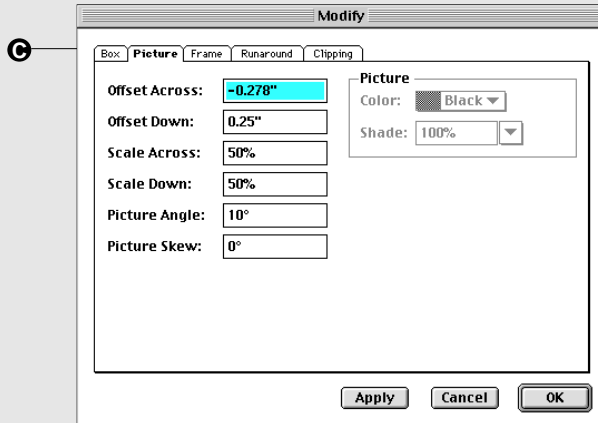 Modify
C
Box Picture Frame Runaround Clipping
Offset Across: -0.278"
Offset Down: 0.25"
Scale Across: 50%
Scale Down: 50%
Picture Angle: 10°
Picture Skew: 0°
Picture
Color: Black
Shade: 100%
Apply Cancel OK